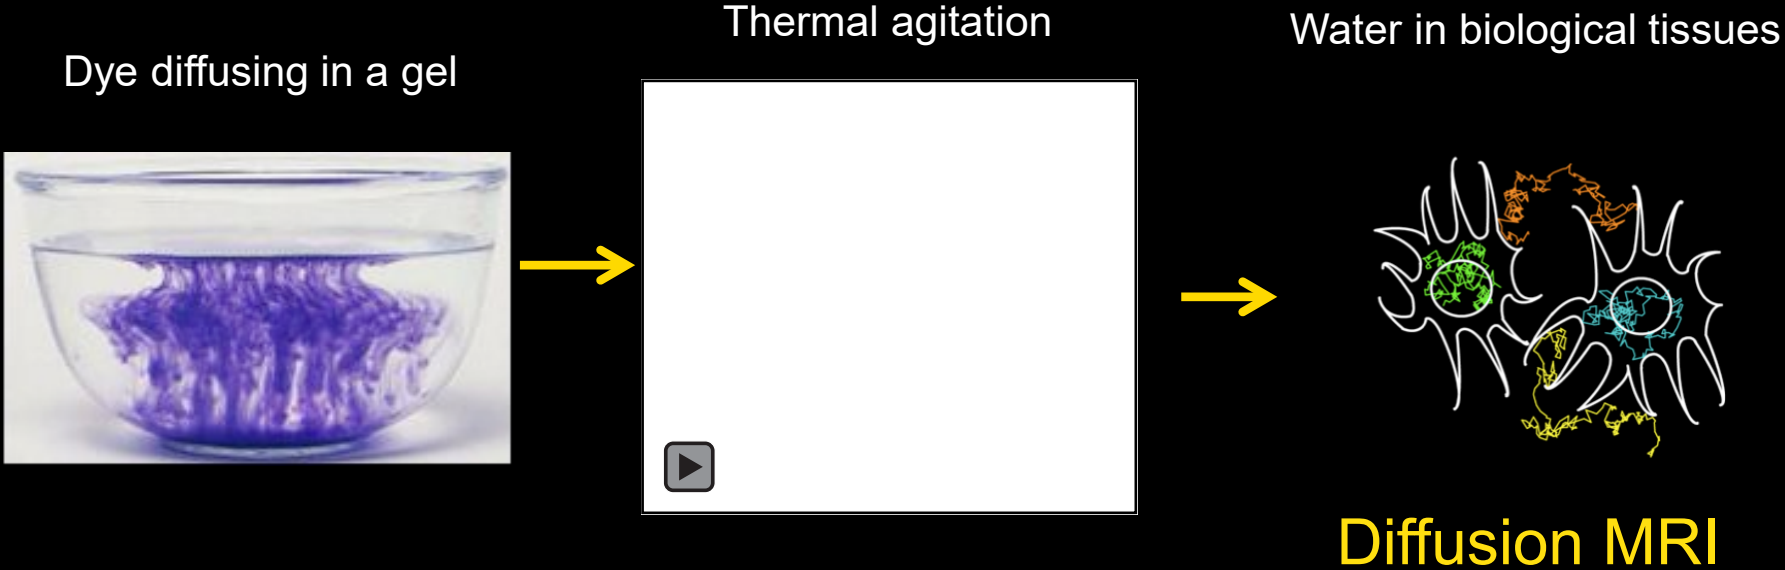 Dye diffusing in a gel
Thermal agitation
Water in biological tissues
Diffusion MRI